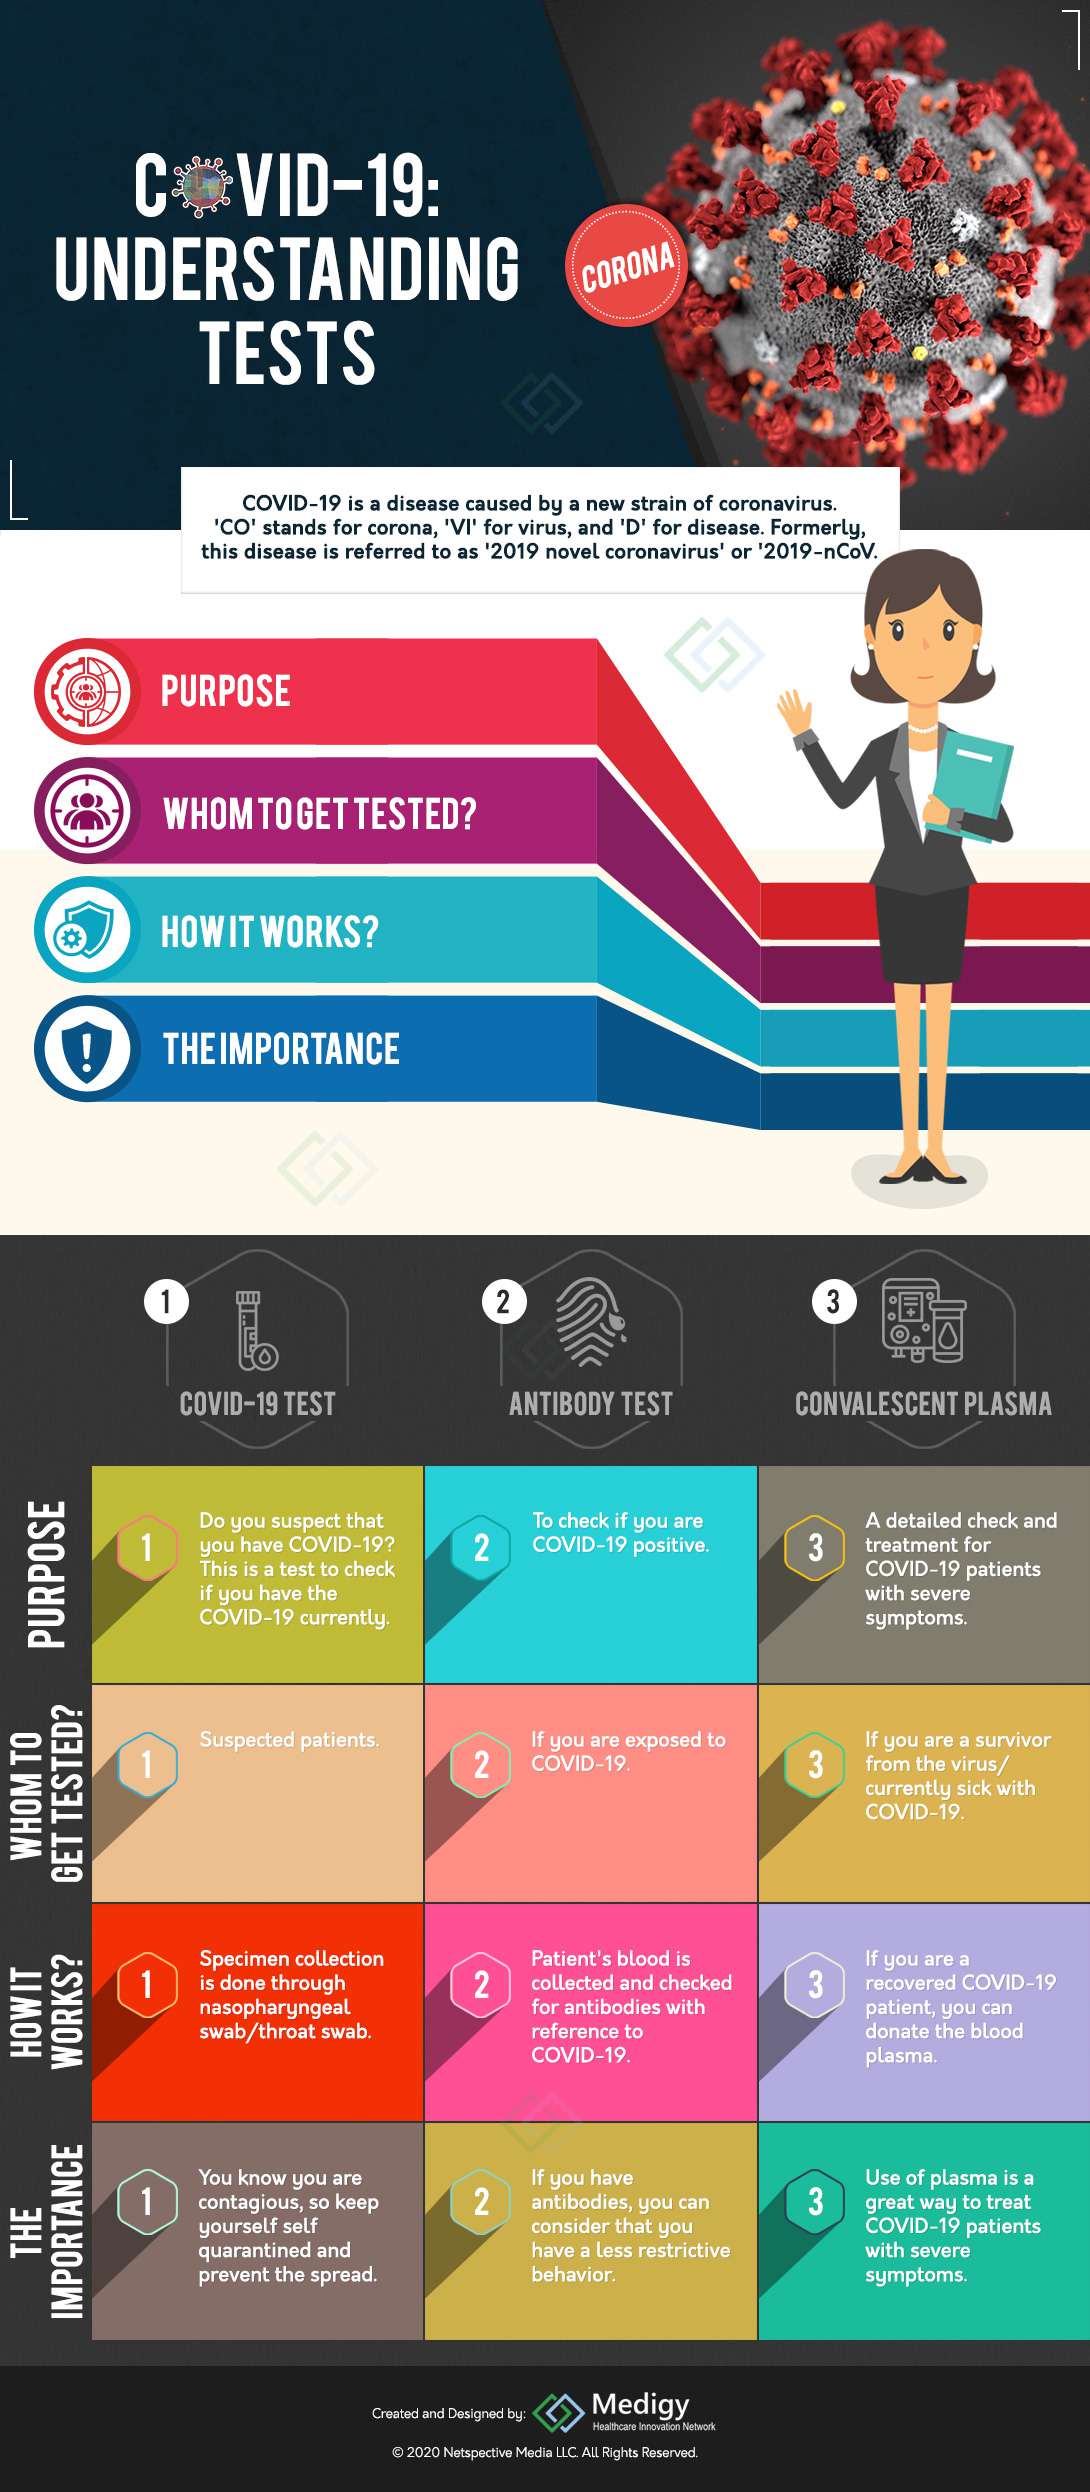 COVID-19:
UNDERSTANDING
TESTS
CORONA
COVID-19 is a disease caused by a new strain of coronavirus.
'CO' stands for corona, 'VI' for virus, and 'D' for disease. Formerly,
this disease is referred to as '2019 novel coronavirus' or '2019-nCoV.
PURPOSE
WHOM TO GET TESTED?
HOW IT WORKS?
THE IMPORTANCE
1
COVID-19 TEST
2
ANTIBODY TEST
3
CONVALESCENT PLASMA
PURPOSE
1
Do you suspect that
you have COVID-19?
This is a test to check
if you have the
COVID-19 currently.
2
To check if you are
COVID-19 positive.
3
A detailed check and
treatment for
COVID-19 patients
with severe
symptoms.
WHOM TO
GET TESTED?
1
Suspected patients.
2
If you are exposed to
COVID-19.
3
If you are a survivor
from the virus/
currently sick with
COVID-19.
HOW IT
WORKS?
1
Specimen collection
is done through
nasopharyngeal
swab/throat swab.
2
Patient's blood is
collected and checked
for antibodies with
reference to
COVID-19.
3
If you are a
recovered COVID-19
patient, you can
donate the blood
plasma.
THE
IMPORTANCE
1
You know you are
contagious, so keep
yourself self
quarantined and
prevent the spread.
2
If you have
antibodies, you can
consider that you
have a less restrictive
behavior.
3
Use of plasma is a
great way to treat
COVID-19 patients
with severe
symptoms.
Created and Designed by:
Medigy
Healthcare Innovation Network
© 2020 Netspective Media LLC. All Rights Reserved.